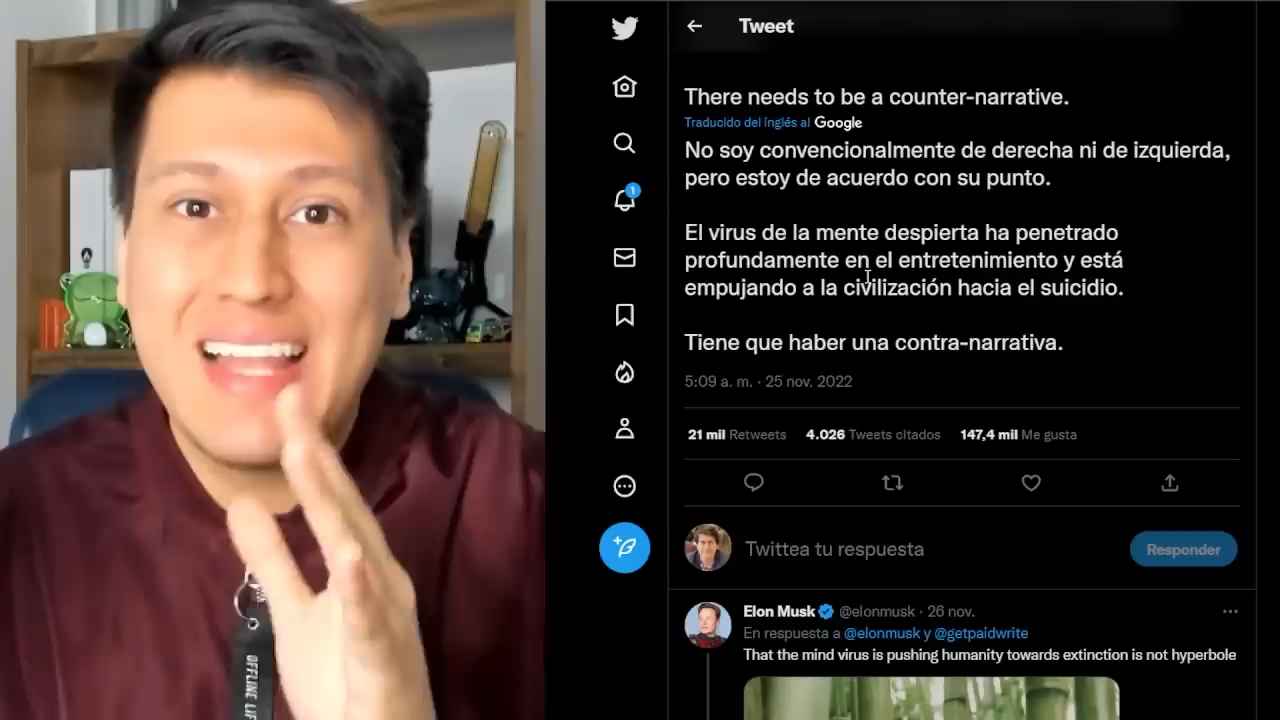 Tweet
There needs to be a counter-narrative.
Traducido del inglés al Google
No soy convencionalmente de derecha ni de izquierda,
pero estoy de acuerdo con su punto.
El virus de la mente despierta ha penetrado
profundamente en el entretenimiento y está
empujando a la civilización hacia el suicidio.
Tiene que haber una contra-narrativa.
5:09 a. m. · 25 nov. 2022
21 mil Retweets 4.026 Tweets citados 147,4 mil Me gusta
Twittea tu respuesta Responder
Elon Musk @elonmusk · 26 nov.
En respuesta a @elonmusk y @getpaidwrite
That the mind virus is pushing humanity towards extinction is not hyperbole
1
OFFLINE LIF